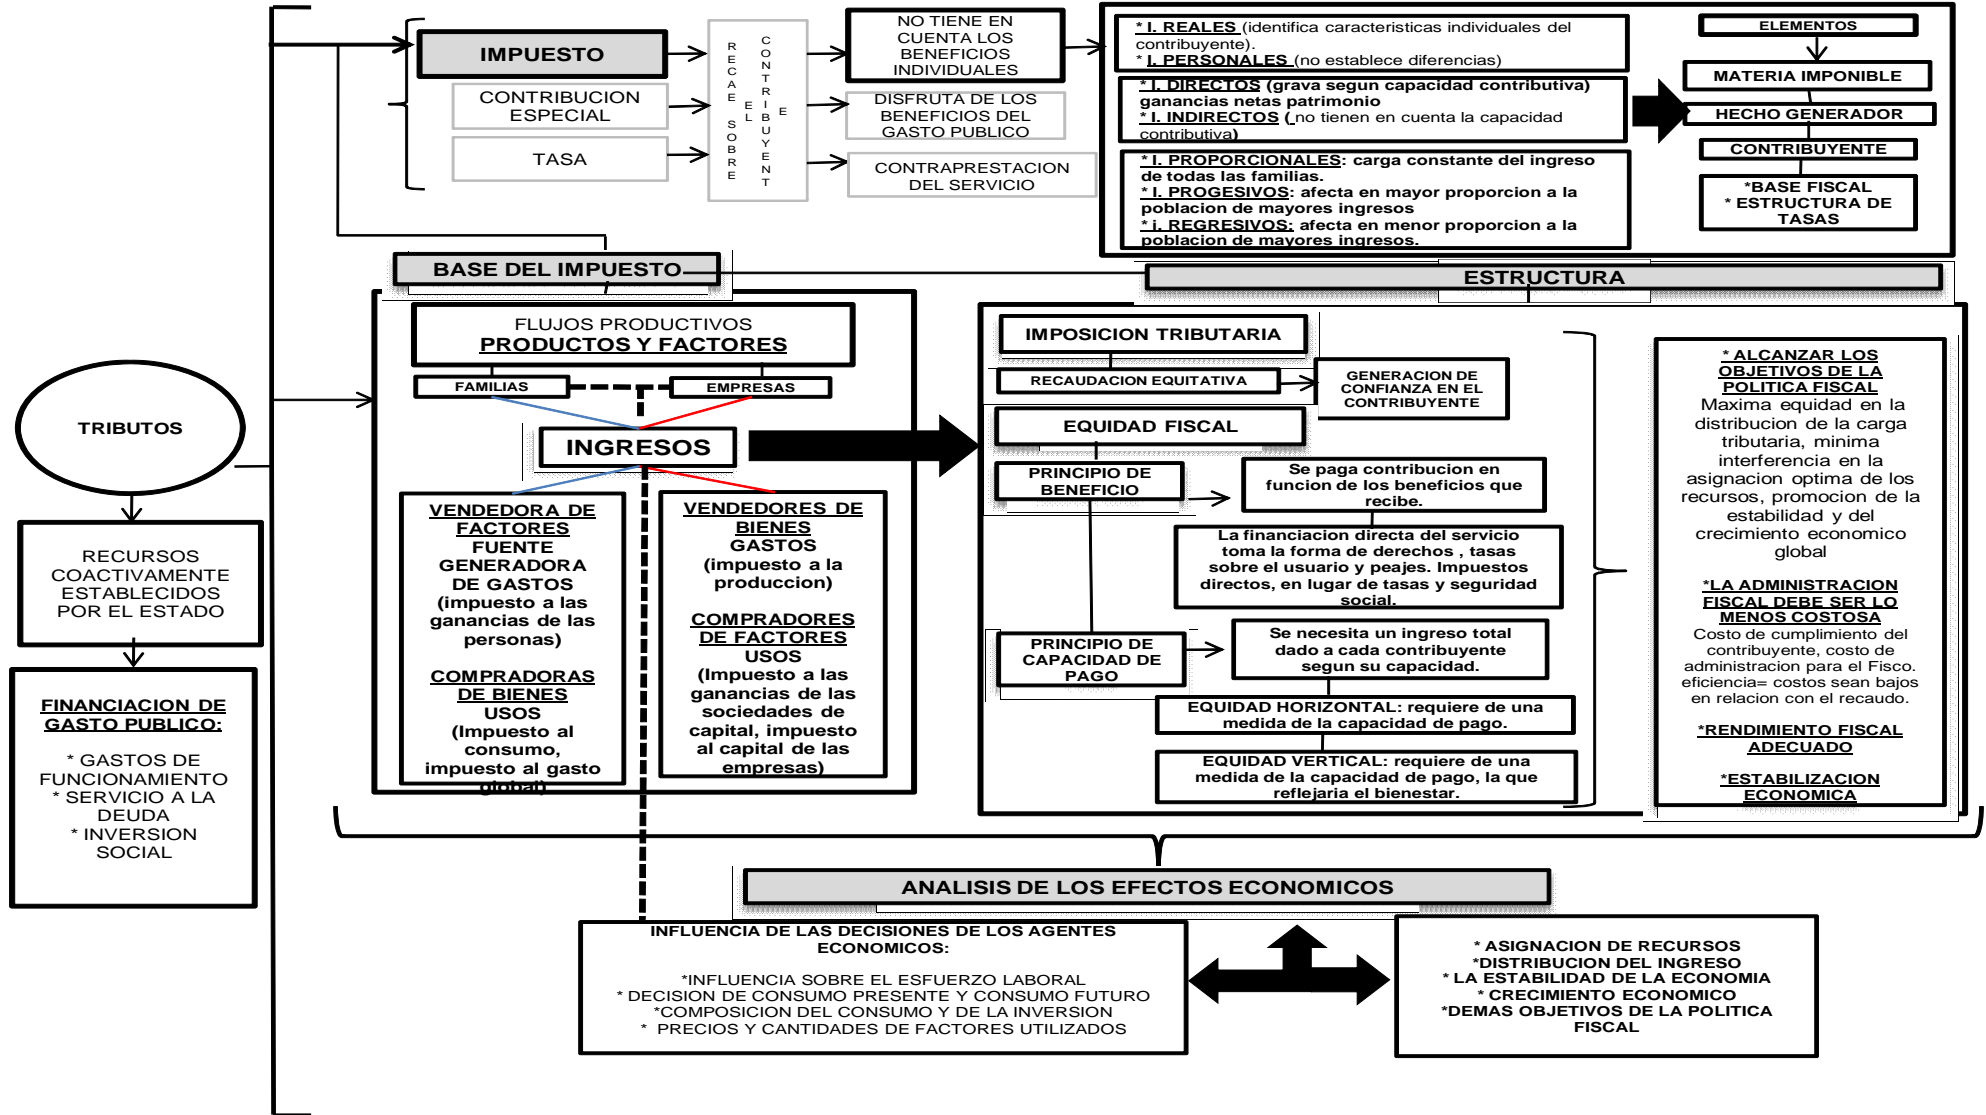 TRIBUTOS
RECURSOS
COACTIVAMENTE
ESTABLECIDOS
POR EL ESTADO
FINANCIACION DE
GASTO PUBLICO:
* GASTOS DE
FUNCIONAMIENTO
* SERVICIO A LA
DEUDA
* INVERSION
SOCIAL
IMPUESTO
CONTRIBUCION
ESPECIAL
TASA
RECAE SOBRE
EL
CONTRIBUYENT
E
NO TIENE EN
CUENTA LOS
BENEFICIOS
INDIVIDUALES
DISFRUTA DE LOS
BENEFICIOS DEL
GASTO PUBLICO
CONTRAPRESTACION
DEL SERVICIO
* I. REALES (identifica caracteristicas individuales del
contribuyente).
* I. PERSONALES (no establece diferencias)
* I. DIRECTOS (grava segun capacidad contributiva)
ganancias netas patrimonio
* I. INDIRECTOS ( no tienen en cuenta la capacidad
contributiva)
* I. PROPORCIONALES: carga constante del ingreso
de todas las familias.
* I. PROGESIVOS: afecta en mayor proporcion a la
poblacion de mayores ingresos
* i. REGRESIVOS: afecta en menor proporcion a la
poblacion de mayores ingresos.
ELEMENTOS
MATERIA IMPONIBLE
HECHO GENERADOR
CONTRIBUYENTE
*BASE FISCAL
* ESTRUCTURA DE
TASAS
BASE DEL IMPUESTO
FLUJOS PRODUCTIVOS
PRODUCTOS Y FACTORES
FAMILIAS
EMPRESAS
INGRESOS
VENDEDORA DE
FACTORES
FUENTE
GENERADORA
DE GASTOS
(impuesto a las
ganancias de las
personas)
COMPRADORAS
DE BIENES
USOS
(Impuesto al
consumo,
impuesto al gasto
global)
VENDEDORES DE
BIENES
GASTOS
(impuesto a la
produccion)
COMPRADORES
DE FACTORES
USOS
(Impuesto a las
ganancias de las
sociedades de
capital, impuesto
al capital de las
empresas)
ESTRUCTURA
IMPOSICION TRIBUTARIA
RECAUDACION EQUITATIVA
GENERACION DE
CONFIANZA EN EL
CONTRIBUYENTE
EQUIDAD FISCAL
PRINCIPIO DE
BENEFICIO
Se paga contribucion en
funcion de los beneficios que
recibe.
La financiacion directa del servicio
toma la forma de derechos , tasas
sobre el usuario y peajes. Impuestos
directos, en lugar de tasas y seguridad
social.
PRINCIPIO DE
CAPACIDAD DE
PAGO
Se necesita un ingreso total
dado a cada contribuyente
segun su capacidad.
EQUIDAD HORIZONTAL: requiere de una
medida de la capacidad de pago.
EQUIDAD VERTICAL: requiere de una
medida de la capacidad de pago, la que
reflejaria el bienestar.
* ALCANZAR LOS
OBJETIVOS DE LA
POLITICA FISCAL
Maxima equidad en la
distribucion de la carga
tributaria, minima
interferencia en la
asignacion optima de los
recursos, promocion de la
estabilidad y del
crecimiento economico
global
*LA ADMINISTRACION
FISCAL DEBE SER LO
MENOS COSTOSA
Costo de cumplimiento del
contribuyente, costo de
administracion para el Fisco.
eficiencia= costos sean bajos
en relacion con el recaudo.
*RENDIMIENTO FISCAL
ADECUADO
*ESTABILIZACION
ECONOMICA
ANALISIS DE LOS EFECTOS ECONOMICOS
INFLUENCIA DE LAS DECISIONES DE LOS AGENTES
ECONOMICOS:
*INFLUENCIA SOBRE EL ESFUERZO LABORAL
* DECISION DE CONSUMO PRESENTE Y CONSUMO FUTURO
*COMPOSICION DEL CONSUMO Y DE LA INVERSION
* PRECIOS Y CANTIDADES DE FACTORES UTILIZADOS
* ASIGNACION DE RECURSOS
*DISTRIBUCION DEL INGRESO
* LA ESTABILIDAD DE LA ECONOMIA
* CRECIMIENTO ECONOMICO
*DEMAS OBJETIVOS DE LA POLITICA
FISCAL